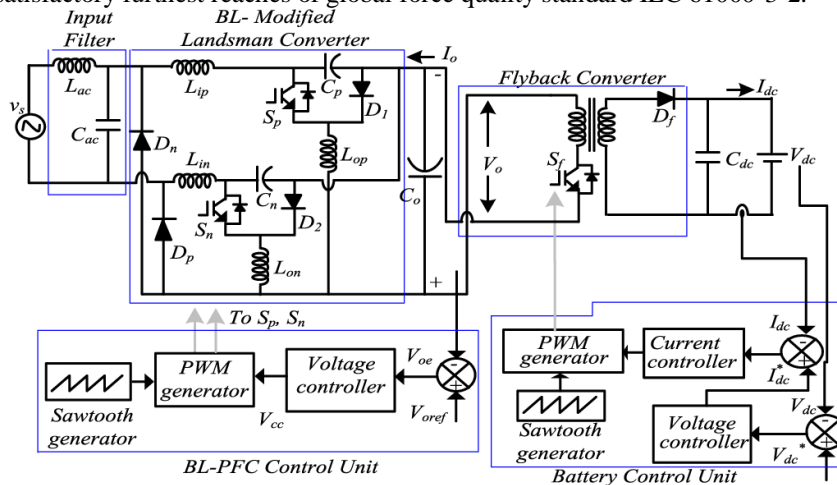 satisfactory furthest reaches of global force quality standard IEC 61000-3-2.
Input
Filter
BL- Modified
Landsman Converter
Flyback Converter
Lac
Lip
Cp
Sp
D1
Io
Idc
Df
vs
Cac
Dn
Lin
Lop
Cn
Sn
D2
Co
Vo
Sf
Cdc
Vdc
Dp
Lon
To Sp, Sn
PWM
generator
Voltage
controller
Voe
Voref
Vcc
Sawtooth
generator
BL-PFC Control Unit
PWM
generator
Current
controller
Idc
Idc*
Sawtooth
generator
Voltage
controller
Vdc
Vdc*
Battery Control Unit